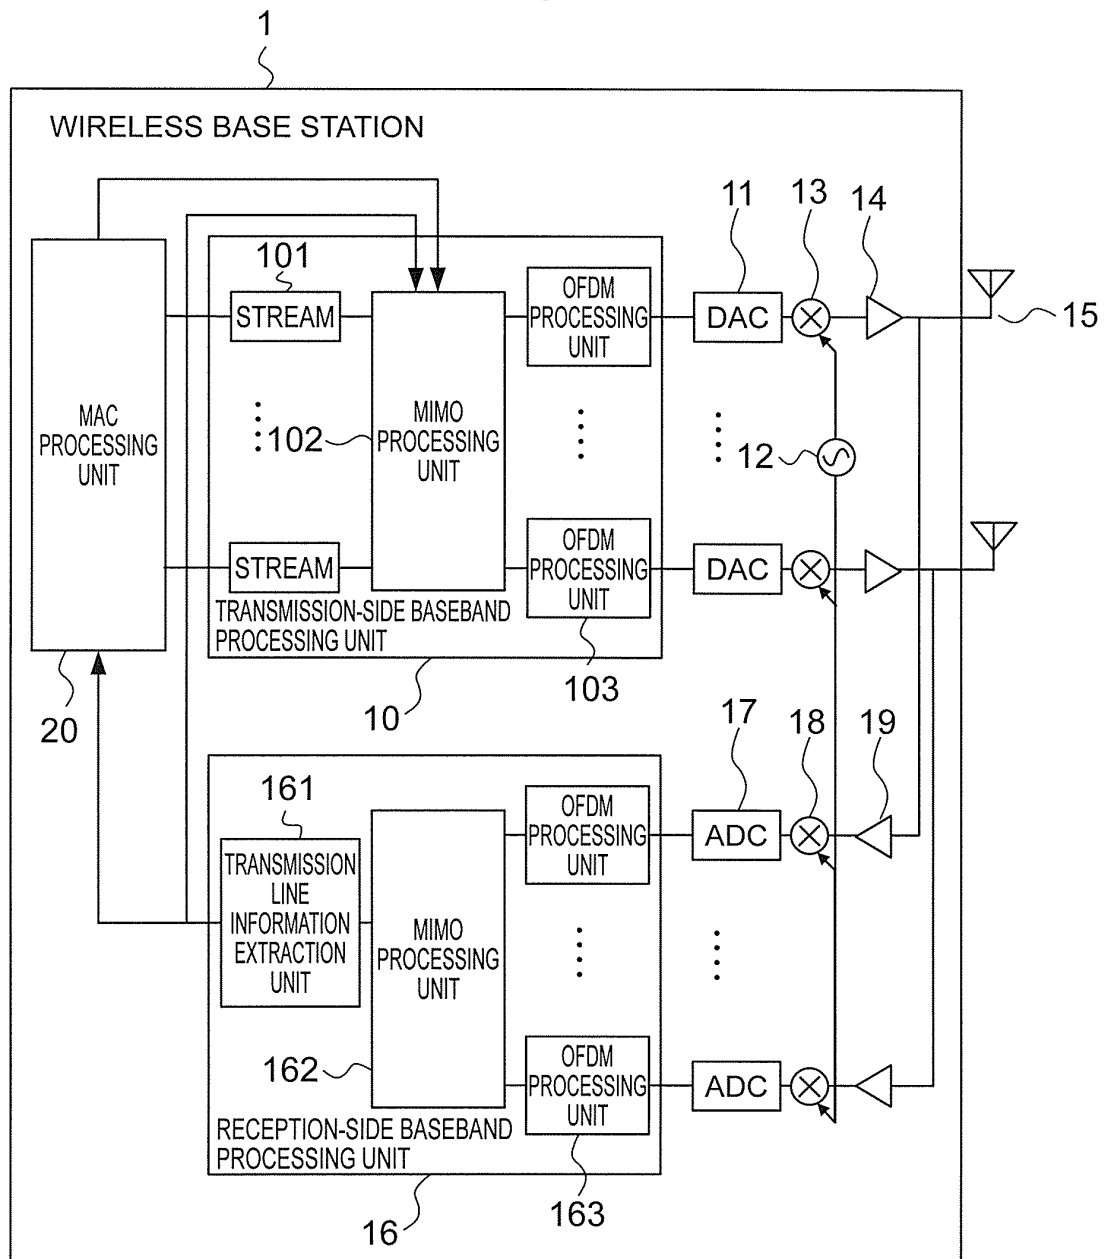 1
WIRELESS BASE STATION
11
13
14
101
STREAM
OFDM
PROCESSING
UNIT
DAC
15
MAC
PROCESSING
UNIT
102
MIMO
PROCESSING
UNIT
12
STREAM
OFDM
PROCESSING
UNIT
DAC
TRANSMISSION-SIDE BASEBAND
PROCESSING UNIT
20
10
103
17
18
19
161
OFDM
PROCESSING
UNIT
ADC
TRANSMISSION
LINE
INFORMATION
EXTRACTION
UNIT
MIMO
PROCESSING
UNIT
162
OFDM
PROCESSING
UNIT
ADC
RECEPTION-SIDE BASEBAND
PROCESSING UNIT
16
163